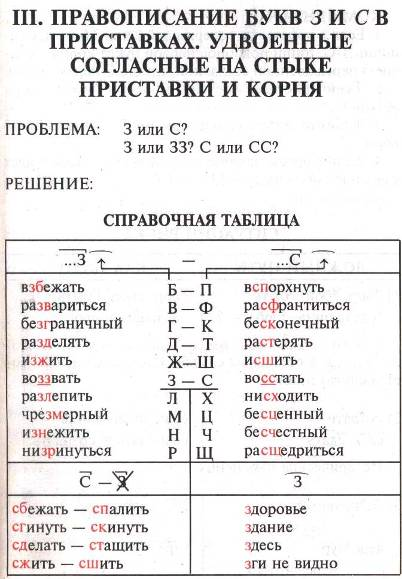 III. ПРАВОПИСАНИЕ БУКВ З И С В
ПРИСТАВКАХ. УДВОЕННЫЕ
СОГЛАСНЫЕ НА СТЫКЕ
ПРИСТАВКИ И КОРНЯ
ПРОБЛЕМА: З или С?
З или ЗЗ? С или СС?
РЕШЕНИЕ:
СПРАВОЧНАЯ ТАБЛИЦА
...З — ...С
взбежать Б — П вспорхнуть
развариться В — Ф расфрантиться
безграничный Г — К бесконечный
разделять Д — Т растерять
изжить Ж — Ш исшить
воззвать З — С восстать
разлепить Л Х нисходить
чрезмерный М Ц бесценный
изнежить Н Ч бесчестный
низринуться Р Щ расщедриться
С — З З
сбежать — спалить здоровье
сгинуть — скинуть здание
сделать — стащить здесь
сжить — сшить зги не видно